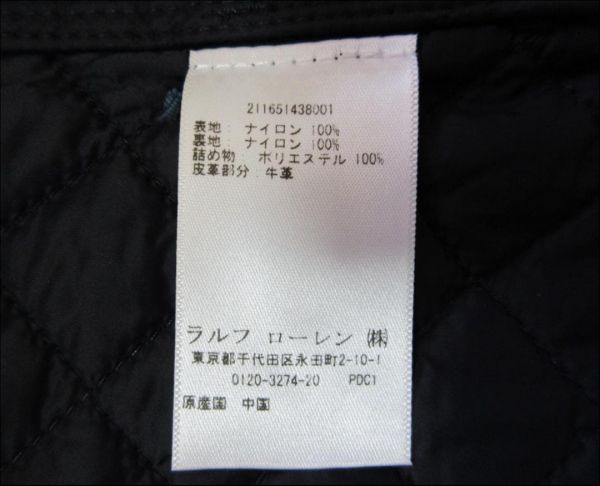 211651438001
表地: ナイロン 100%
裏地: ナイロン 100%
詰め物: ポリエステル 100%
皮革部分: 牛革
ラルフ ローレン ㈱
東京都千代田区永田町2-10-1
0120-3274-20 PDC1
原産国 中国